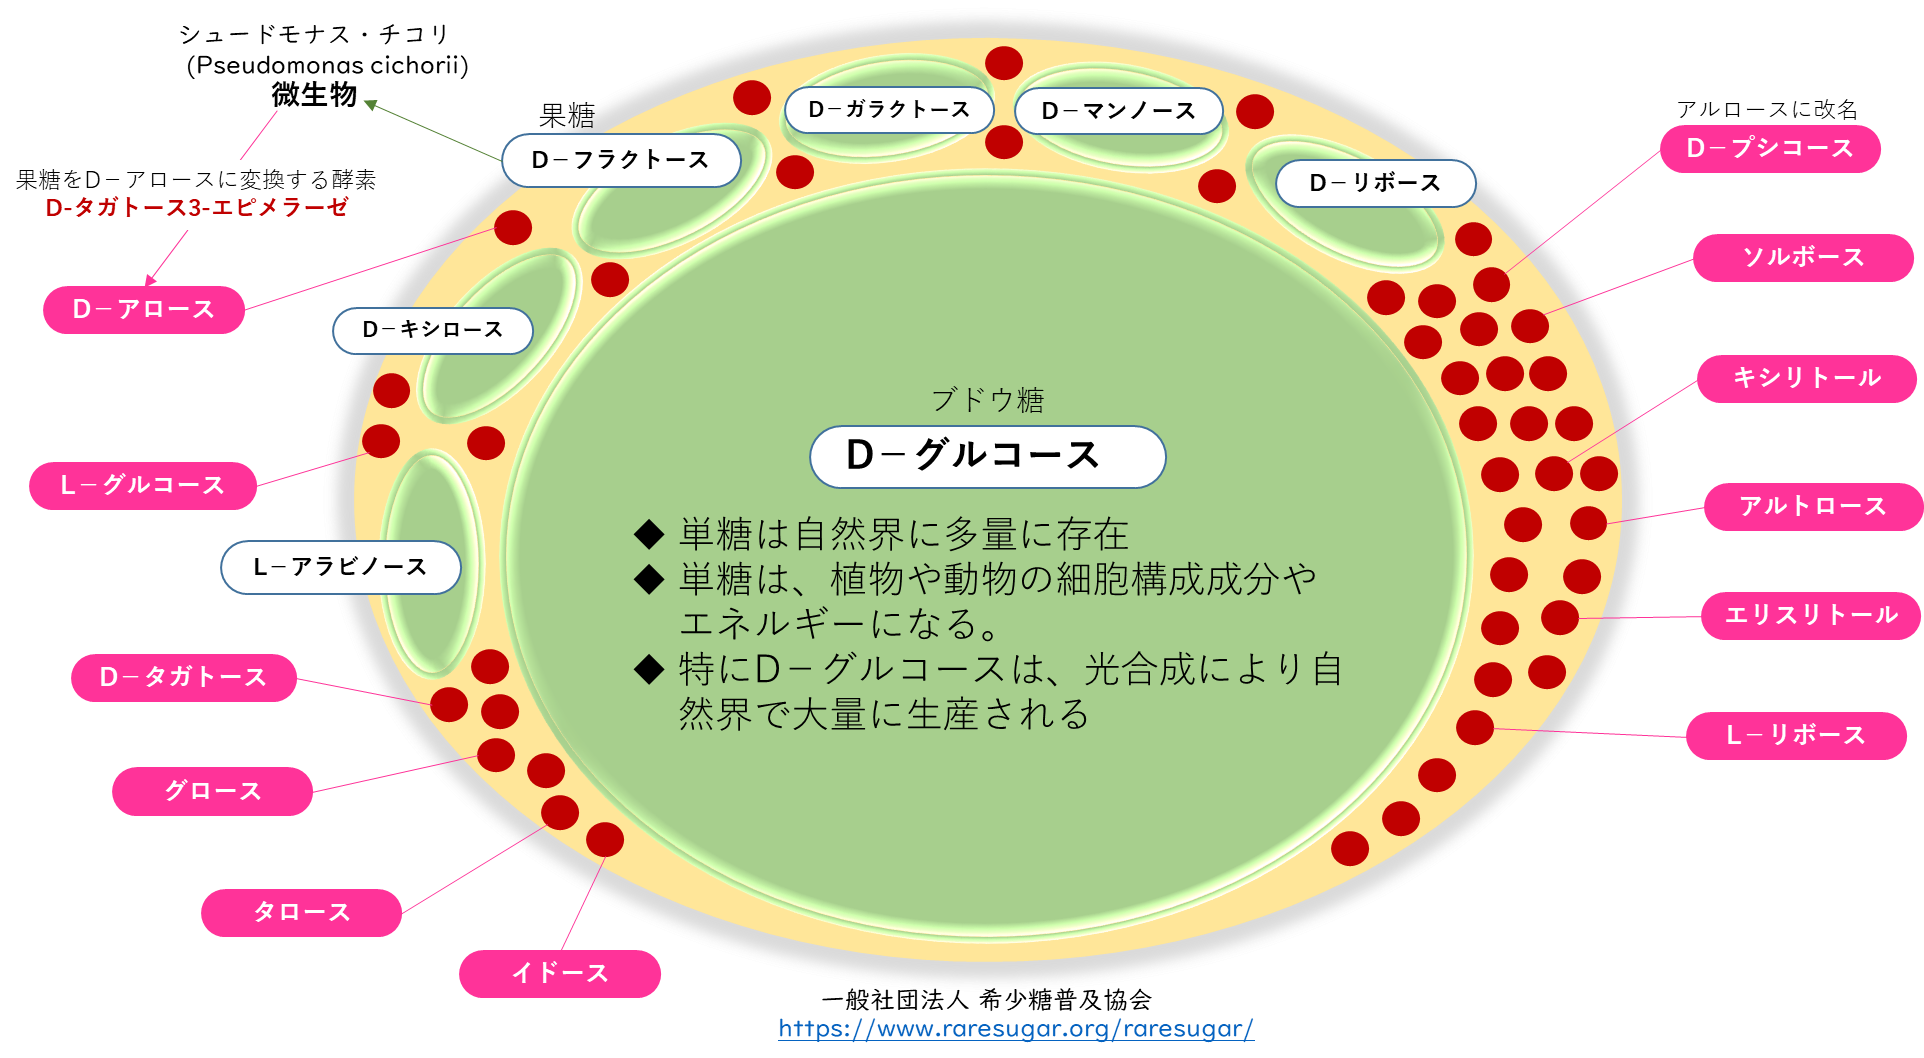 シュードモナス・チコリ
(Pseudomonas cichorii)
微生物
果糖
D－フラクトース
D－ガラクトース
D－マンノース
D－リボース
アルロースに改名
D－プシコース
果糖をD－アロースに変換する酵素
D-タガトース3-エピメラーゼ
D－アロース
D－キシロース
ソルボース
キシリトール
L－グルコース
アルトロース
L－アラビノース
エリスリトール
D－タガトース
L－リボース
グロース
タロース
イドース
ブドウ糖
D－グルコース
◆ 単糖は自然界に多量に存在
◆ 単糖は、植物や動物の細胞構成成分や
エネルギーになる。
◆ 特にD－グルコースは、光合成により自
然界で大量に生産される
一般社団法人 希少糖普及協会
https://www.raresugar.org/raresugar/